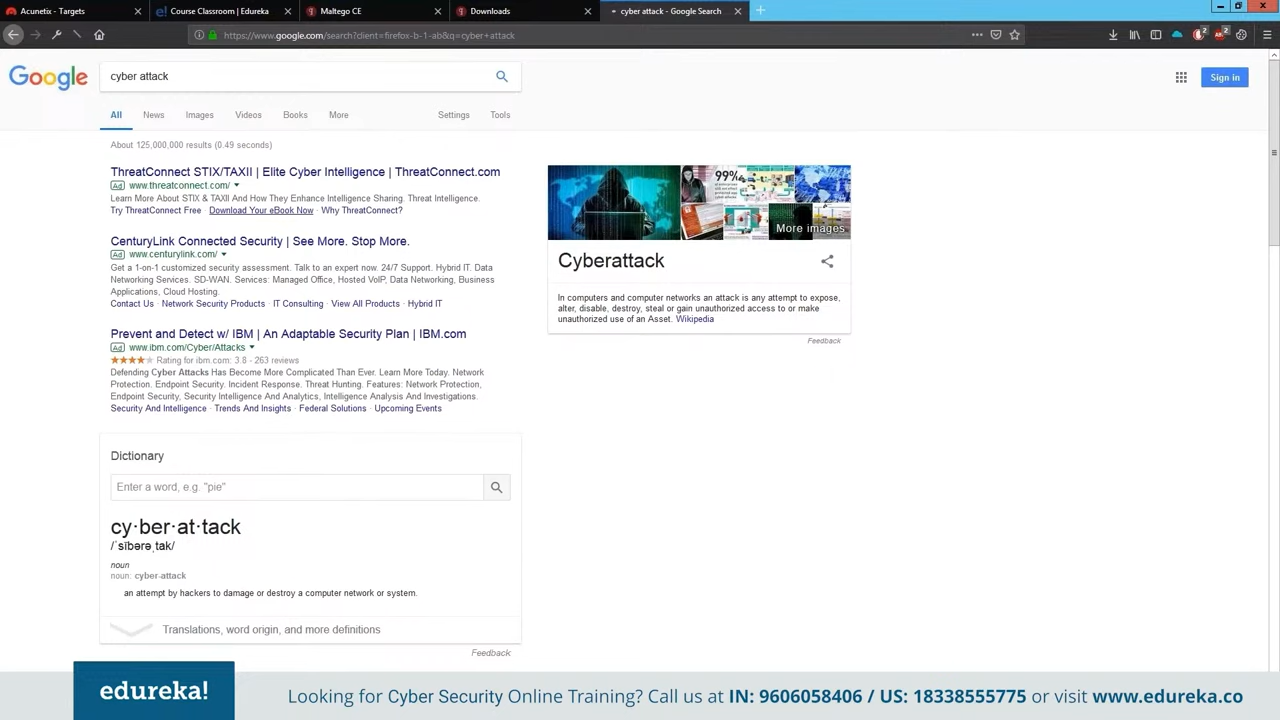 Acunetix - Targets
Course Classroom | Edureka
Maltego CE
Downloads
cyber attack - Google Search
https://www.google.com/search?client=firefox-b-1-ab&q=cyber+attack
Google
cyber attack
Sign in
All News Images Videos Books More Settings Tools
About 125,000,000 results (0.49 seconds)
ThreatConnect STIX/TAXII | Elite Cyber Intelligence | ThreatConnect.com
Ad www.threatconnect.com/
Learn More About STIX & TAXII And How They Enhance Intelligence Sharing. Threat Intelligence.
Try ThreatConnect Free · Download Your eBook Now · Why ThreatConnect?
CenturyLink Connected Security | See More. Stop More.
Ad www.centurylink.com/
Get a 1-on-1 customized security assessment. Talk to an expert now. 24/7 Support. Hybrid IT. Data
Networking Services. SD-WAN. Services: Managed Office, Hosted VoIP, Data Networking, Business
Applications, Cloud Hosting.
Contact Us · Network Security Products · IT Consulting · View All Products · Hybrid IT
Prevent and Detect w/ IBM | An Adaptable Security Plan | IBM.com
Ad www.ibm.com/Cyber/Attacks
Rating for ibm.com: 3.8 - 263 reviews
Defending Cyber Attacks Has Become More Complicated Than Ever. Learn More Today. Network
Protection. Endpoint Security. Incident Response. Threat Hunting. Features: Network Protection,
Endpoint Security, Security Intelligence And Analytics, Intelligence Analysis And Investigations.
Security And Intelligence · Trends And Insights · Federal Solutions · Upcoming Events
Dictionary
Enter a word, e.g. "pie"
cy·ber·at·tack
/ˈsībərəˌtak/
noun
noun: cyber-attack
an attempt by hackers to damage or destroy a computer network or system.
Translations, word origin, and more definitions
Feedback
99%
More images
Cyberattack
In computers and computer networks an attack is any attempt to expose,
alter, disable, destroy, steal or gain unauthorized access to or make
unauthorized use of an Asset. Wikipedia
Feedback
edureka!
Looking for Cyber Security Online Training? Call us at IN: 9606058406 / US: 18338555775 or visit www.edureka.co